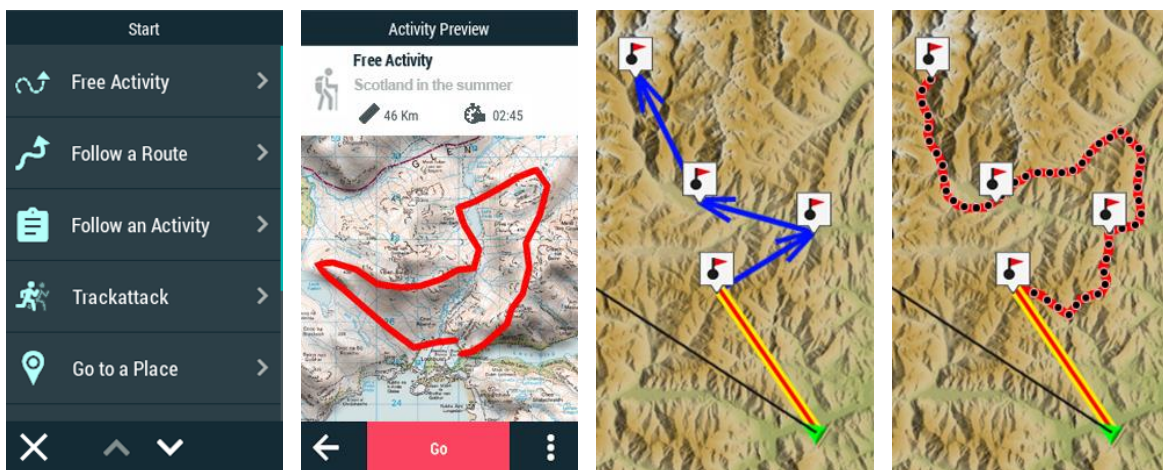 Start
Free Activity
Follow a Route
Follow an Activity
Trackattack
Go to a Place
Activity Preview
Free Activity
Scotland in the summer
46 Km 02:45
G L E N
24
Go